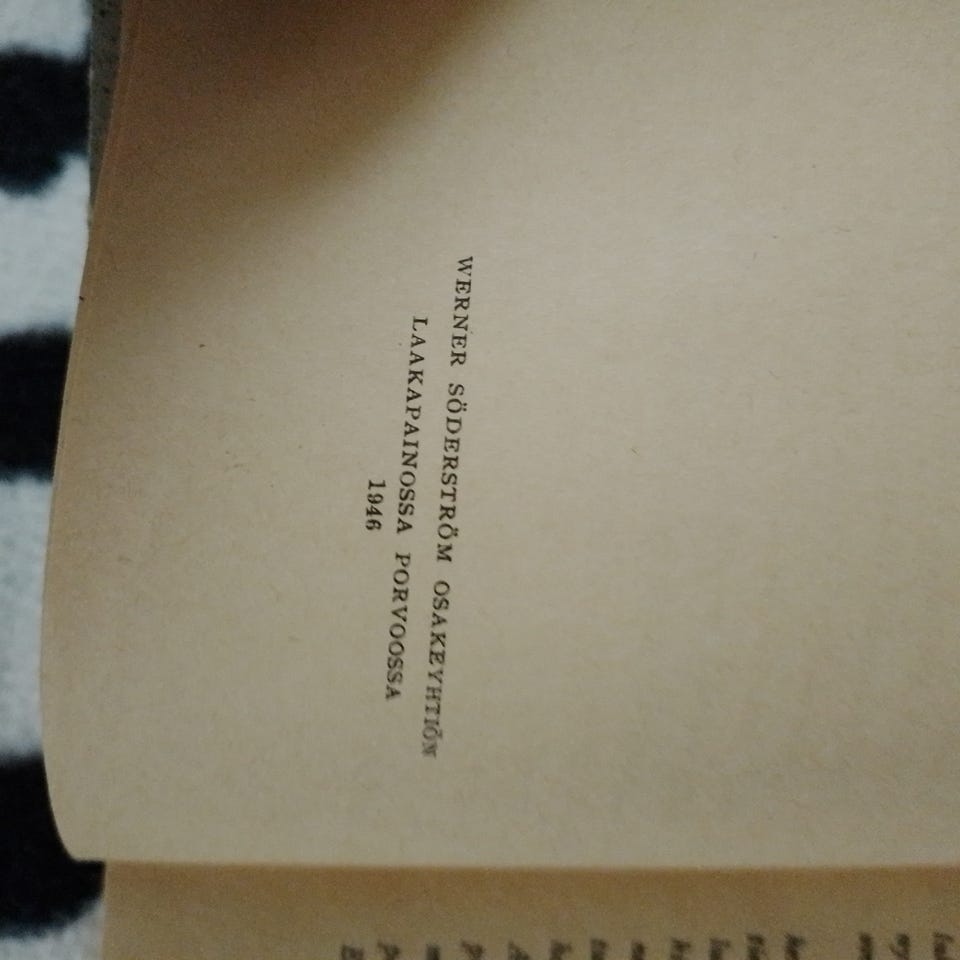 WERNER SÖDERSTRÖM OSAKEYHTIÖN
LAAKAPAINOSSA PORVOOSSA
1946